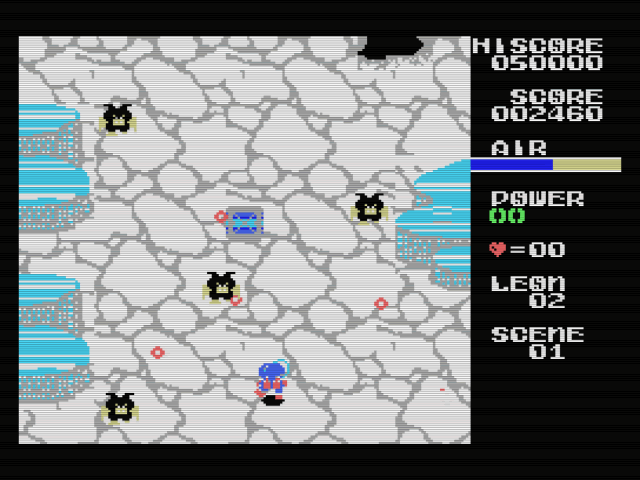 HISCORE
050000
SCORE
002460
AIR
POWER
00
=00
LEON
02
SCENE
01